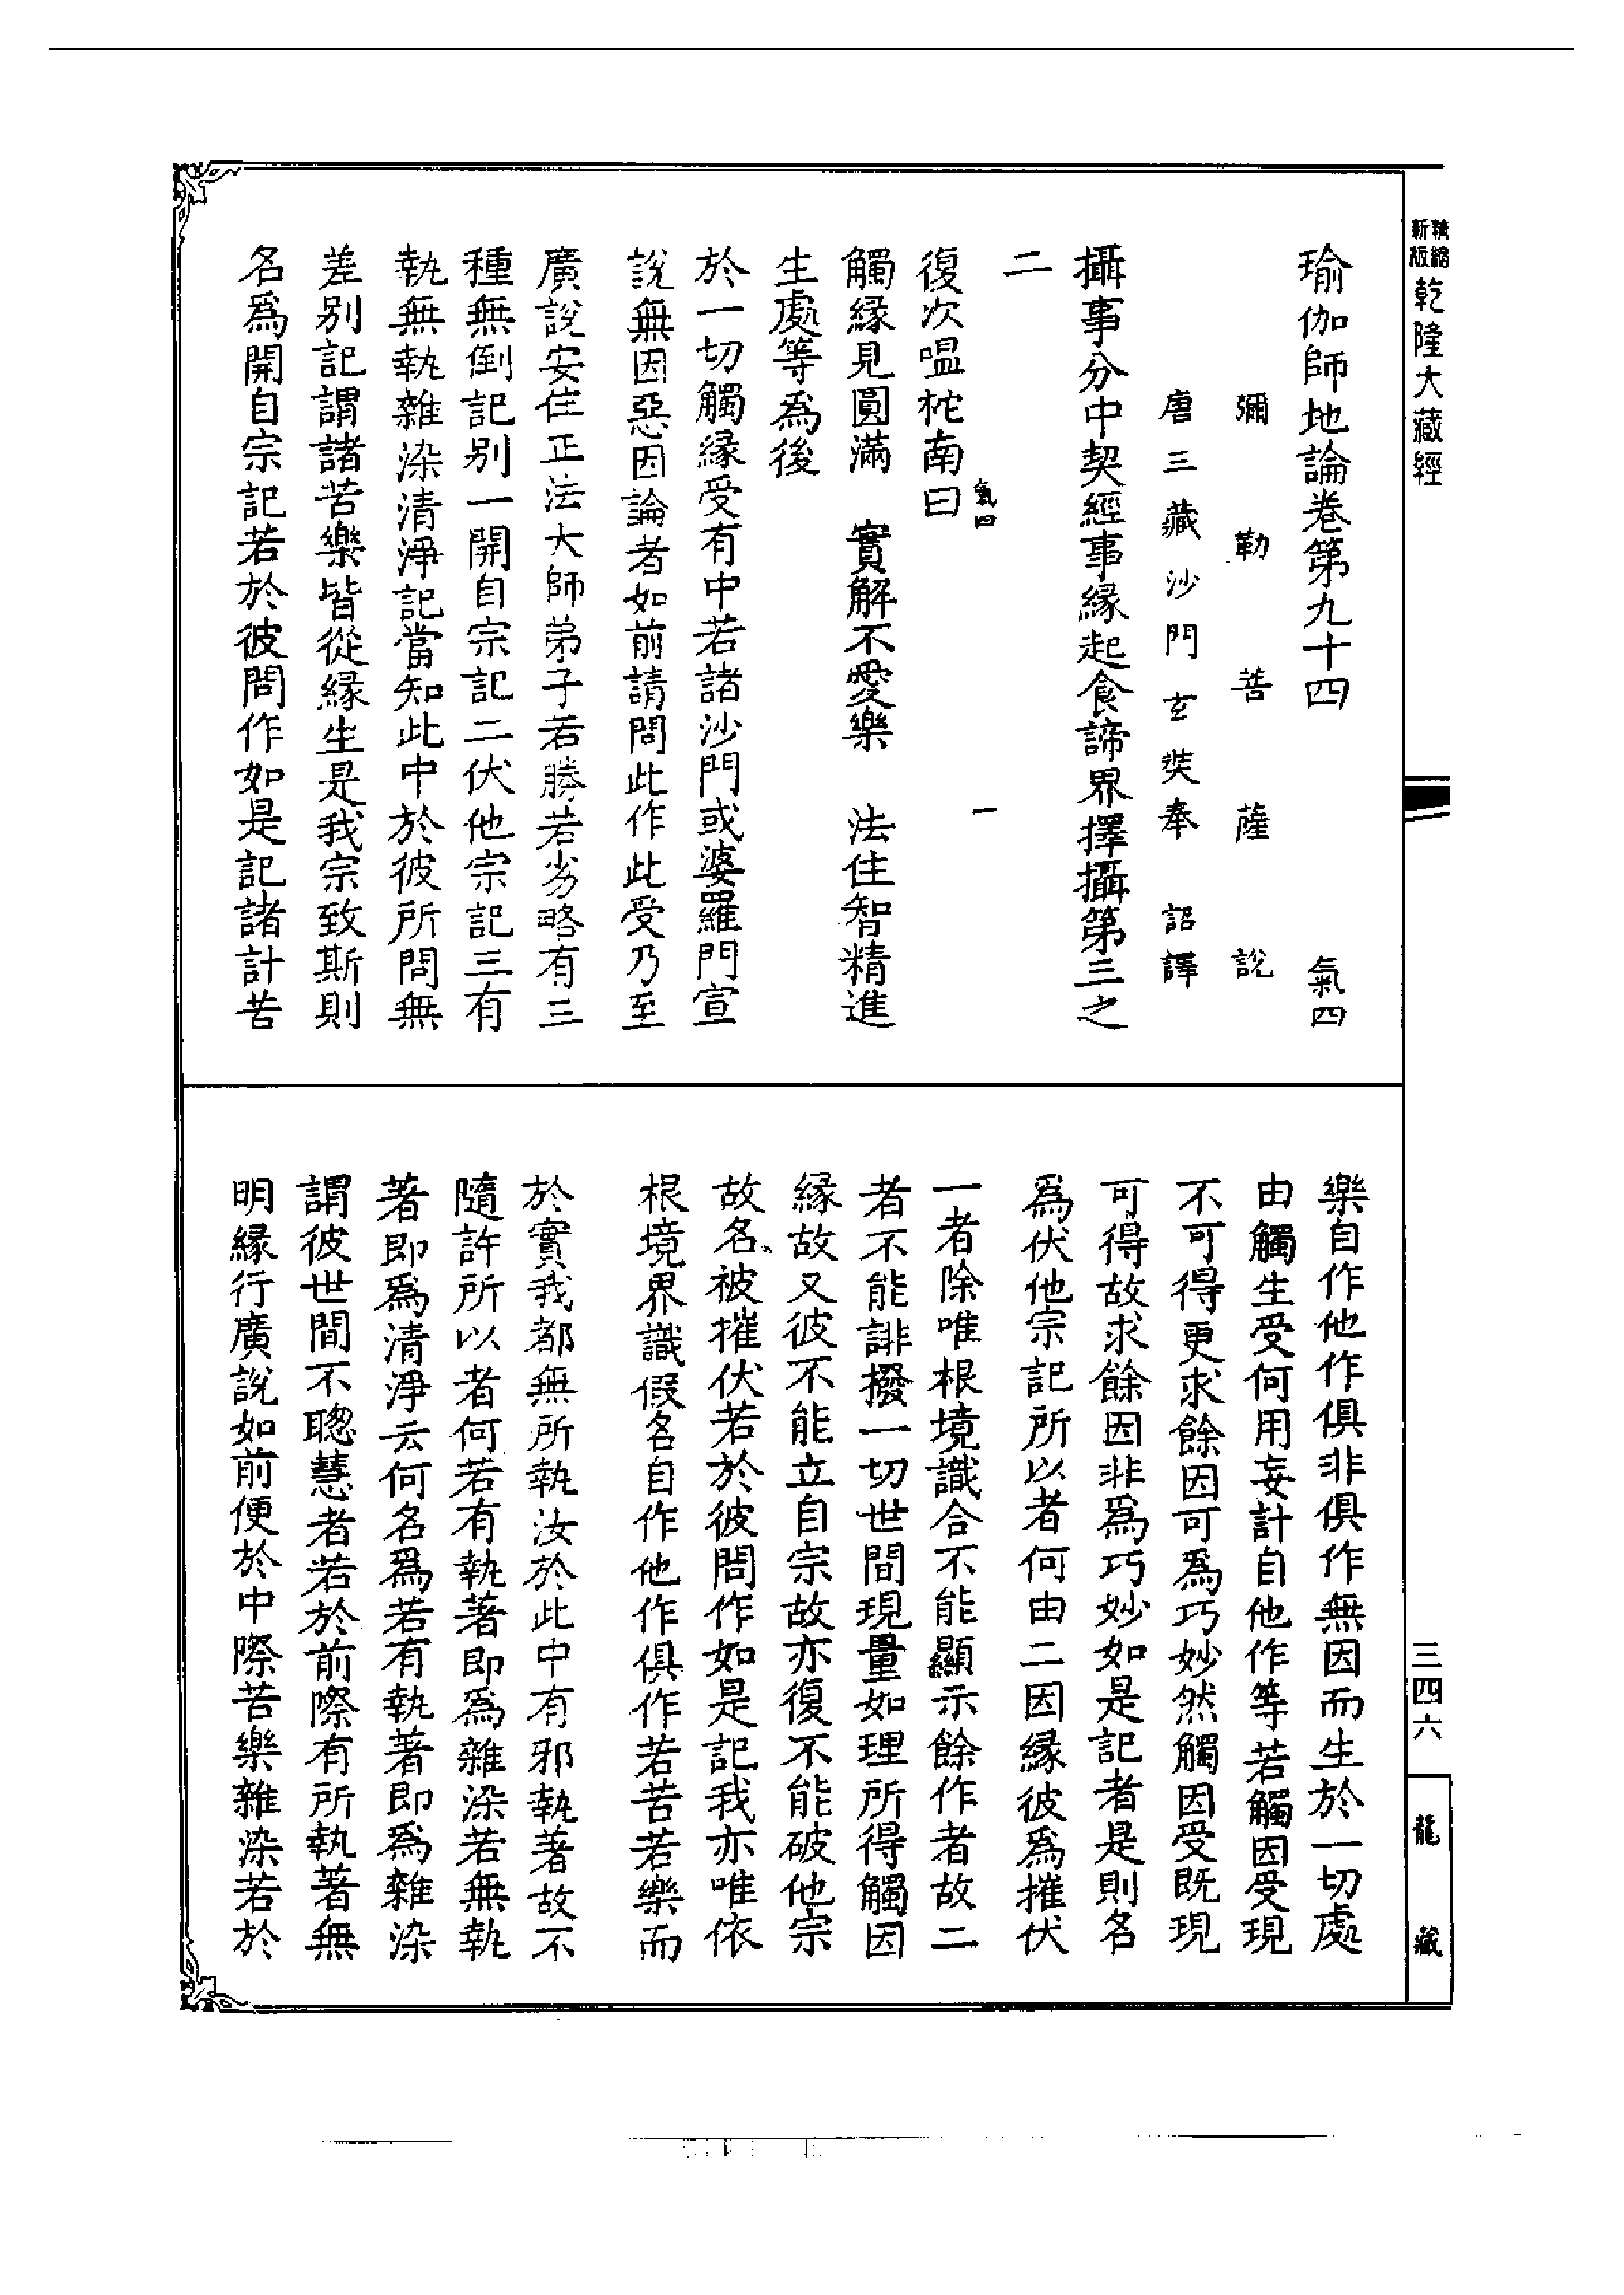 新版精縮
乾隆大藏經
瑜伽師地論卷第九十四 氣四
彌勒菩薩說
唐三藏沙門玄奘奉 詔譯
攝事分中契經事緣起食諦界擇攝第三之
二
氣四 一
復次嗢柁南曰
觸緣見圓滿 實解不愛樂 法住智精進
生處等為後
於一切觸緣受有中若諸沙門或婆羅門宣
說無因惡因論者如前請問此作此受乃至
廣說安住正法大師弟子若勝若劣略有三
種無倒記別一開自宗記二伏他宗記三有
執無執雜染清淨記當知此中於彼所問無
差別記謂諸苦樂皆從緣生是我宗致斯則
名爲開自宗記若於彼問作如是記諸計苦
樂自作他作俱非俱作無因而生於一切處
由觸生受何用妄計自他作等若觸因受現
不可得更求餘因可爲巧妙然觸因受既現
可得故求餘因非爲巧妙如是記者是則名
爲伏他宗記所以者何由二因緣彼爲摧伏
一者除唯根境識合不能顯示餘作者故二
者不能誹撥一切世間現量如理所得觸因
緣故又彼不能立自宗故亦復不能破他宗
故名被摧伏若於彼問作如是記我亦唯依
根境界識假名自作他作俱作若苦若樂而
於實我都無所執汝於此中有邪執著故不
隨許所以者何若有執著即爲雜染若無執
著即爲清淨云何名爲若有執著即爲雜染
謂彼世間不聰慧者若於前際有所執著無
明緣行廣說如前便於中際苦樂雜染若於
三四六
龍藏